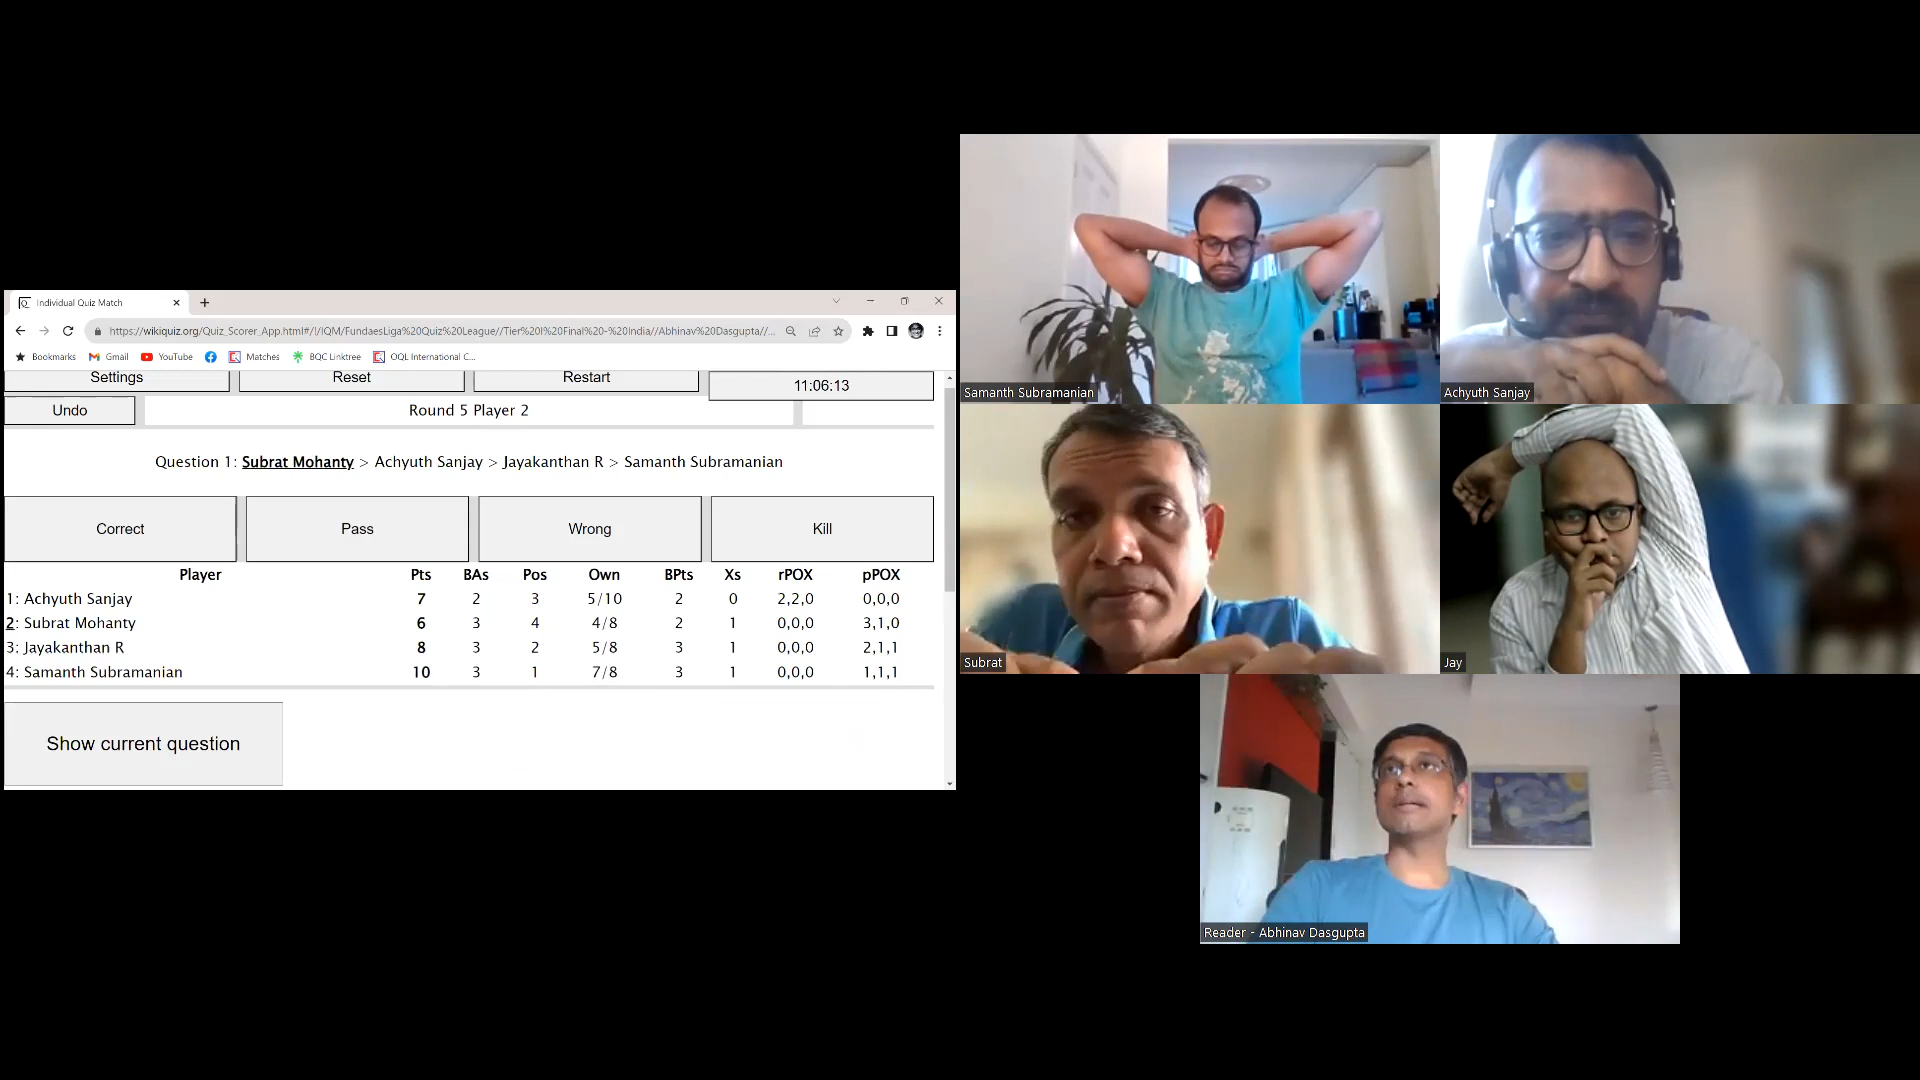 Individual Quiz Match
https://wikiquiz.org/Quiz_Scorer_App.html#/!/IQM/FundaesLiga%20Quiz%20League//Tier%20I%20Final%20-%20India//Abhinav%20Dasgupta//...
Bookmarks Gmail YouTube Matches BQC Linktree OQL International C...
Settings Reset Restart 11:06:13
Undo Round 5 Player 2
Question 1: Subrat Mohanty > Achyuth Sanjay > Jayakanthan R > Samanth Subramanian
Correct Pass Wrong Kill
Player Pts BAs Pos Own BPts Xs rPOX pPOX
1: Achyuth Sanjay 7 2 3 5/10 2 0 2,2,0 0,0,0
2: Subrat Mohanty 6 3 4 4/8 2 1 0,0,0 3,1,0
3: Jayakanthan R 8 3 2 5/8 3 1 0,0,0 2,1,1
4: Samanth Subramanian 10 3 1 7/8 3 1 0,0,0 1,1,1
Show current question
Samanth Subramanian
Achyuth Sanjay
Subrat
Jay
Reader - Abhinav Dasgupta